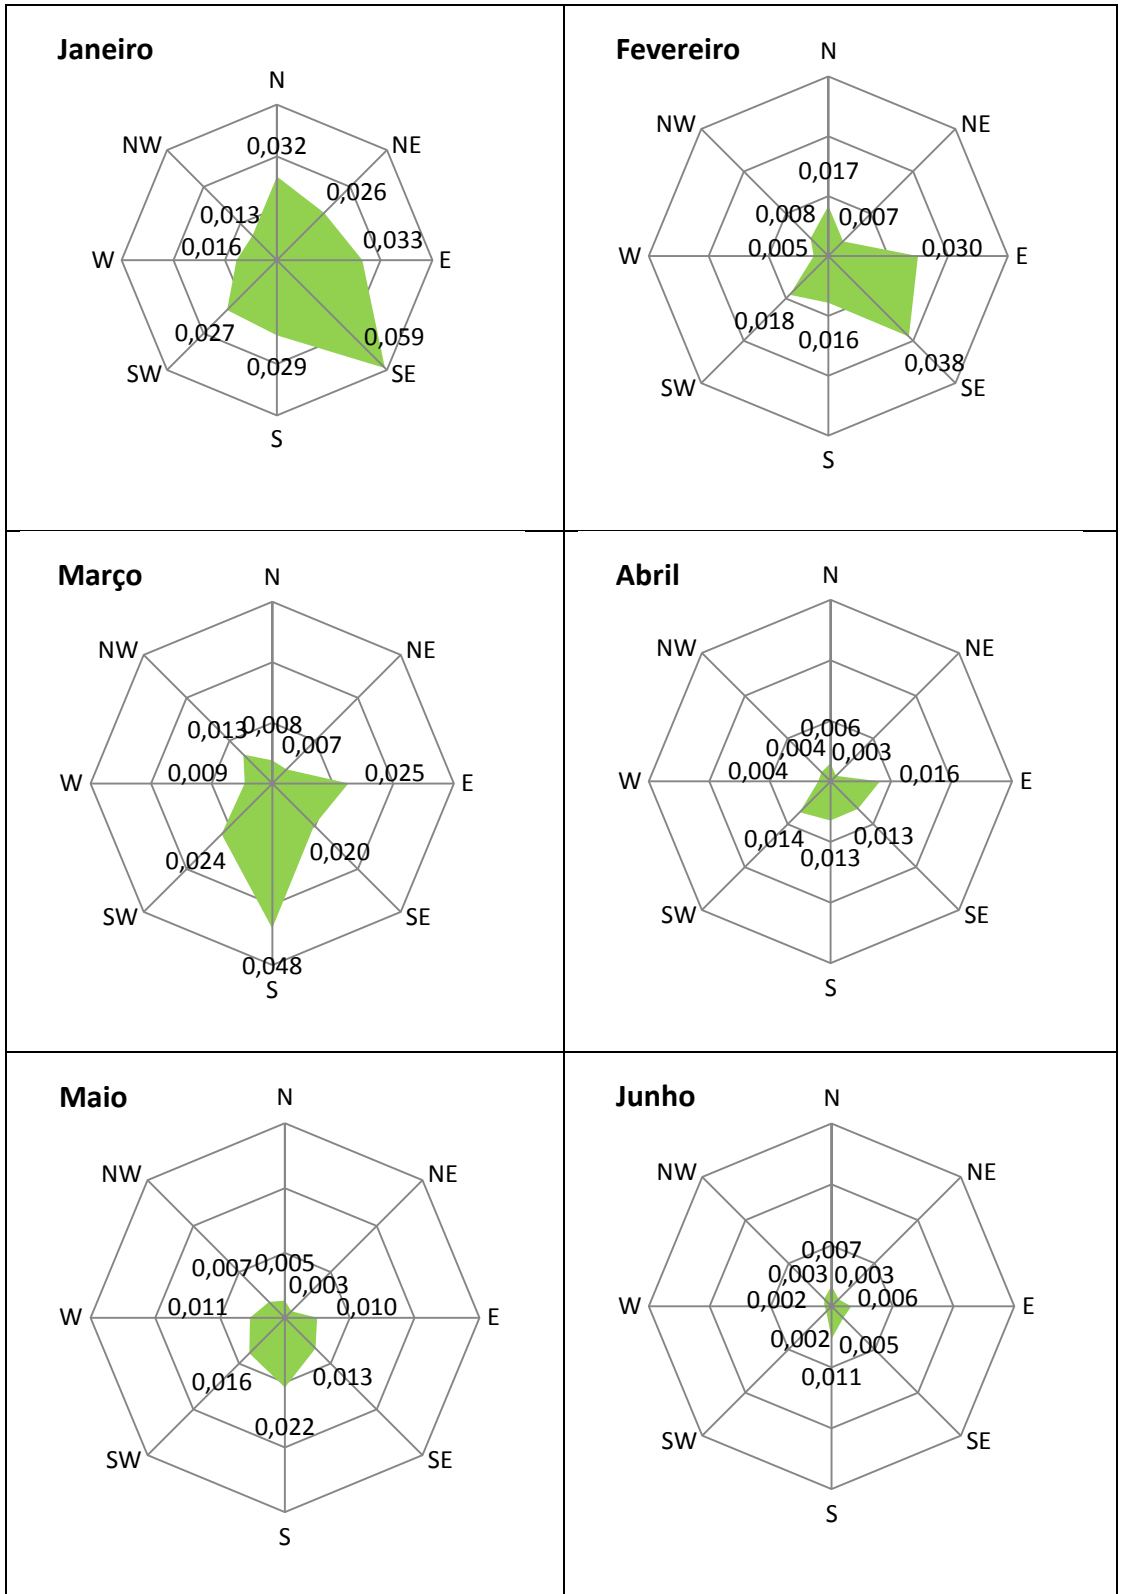 Janeiro
N
NW
NE
0,032
0,026
0,013
0,016
0,033
W
E
0,059
0,027
0,029
SW
SE
S
Fevereiro
N
NW
NE
0,017
0,008
0,007
0,005
0,030
W
E
0,018
0,016
0,038
SW
SE
S
Março
N
NW
NE
0,013
0,008
0,007
0,009
0,025
W
E
0,024
0,020
SW
SE
0,048
S
Abril
N
NW
NE
0,006
0,004
0,003
0,004
0,016
W
E
0,014
0,013
0,013
SW
SE
S
Maio
N
NW
NE
0,007
0,005
0,003
0,011
0,010
W
E
0,016
0,013
0,022
SW
SE
S
Junho
N
NW
NE
0,007
0,003
0,003
0,002
0,006
W
E
0,002
0,005
0,011
SW
SE
S